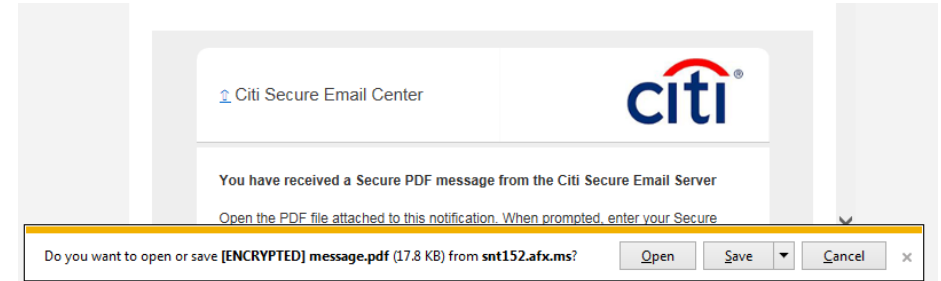 ⇧ Citi Secure Email Center
citi®
You have received a Secure PDF message from the Citi Secure Email Server
Open the PDF file attached to this notification. When prompted, enter your Secure
Do you want to open or save [ENCRYPTED] message.pdf (17.8 KB) from snt152.afx.ms?
Open
Save
Cancel
×